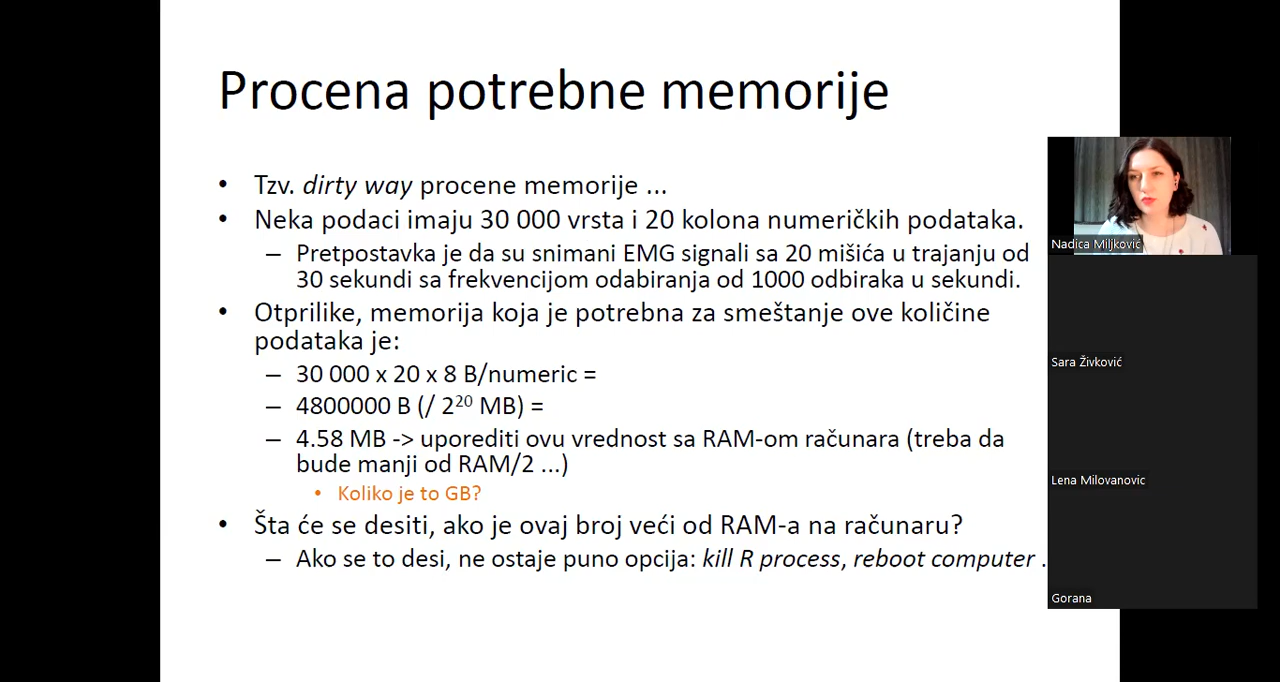 Procena potrebne memorije
• Tzv. dirty way procene memorije ...
• Neka podaci imaju 30 000 vrsta i 20 kolona numeričkih podataka.
– Pretpostavka je da su snimani EMG signali sa 20 mišića u trajanju od
30 sekundi sa frekvencijom odabiranja od 1000 odbiraka u sekundi.
• Otprilike, memorija koja je potrebna za smeštanje ove količine
podataka je:
– 30 000 x 20 x 8 B/numeric =
– 4800000 B (/ 2²⁰ MB) =
– 4.58 MB -> uporediti ovu vrednost sa RAM-om računara (treba da
bude manji od RAM/2 ...)
• Koliko je to GB?
• Šta će se desiti, ako je ovaj broj veći od RAM-a na računaru?
– Ako se to desi, ne ostaje puno opcija: kill R process, reboot computer .
Nadica Miljković
Sara Živković
Lena Milovanovic
Gorana